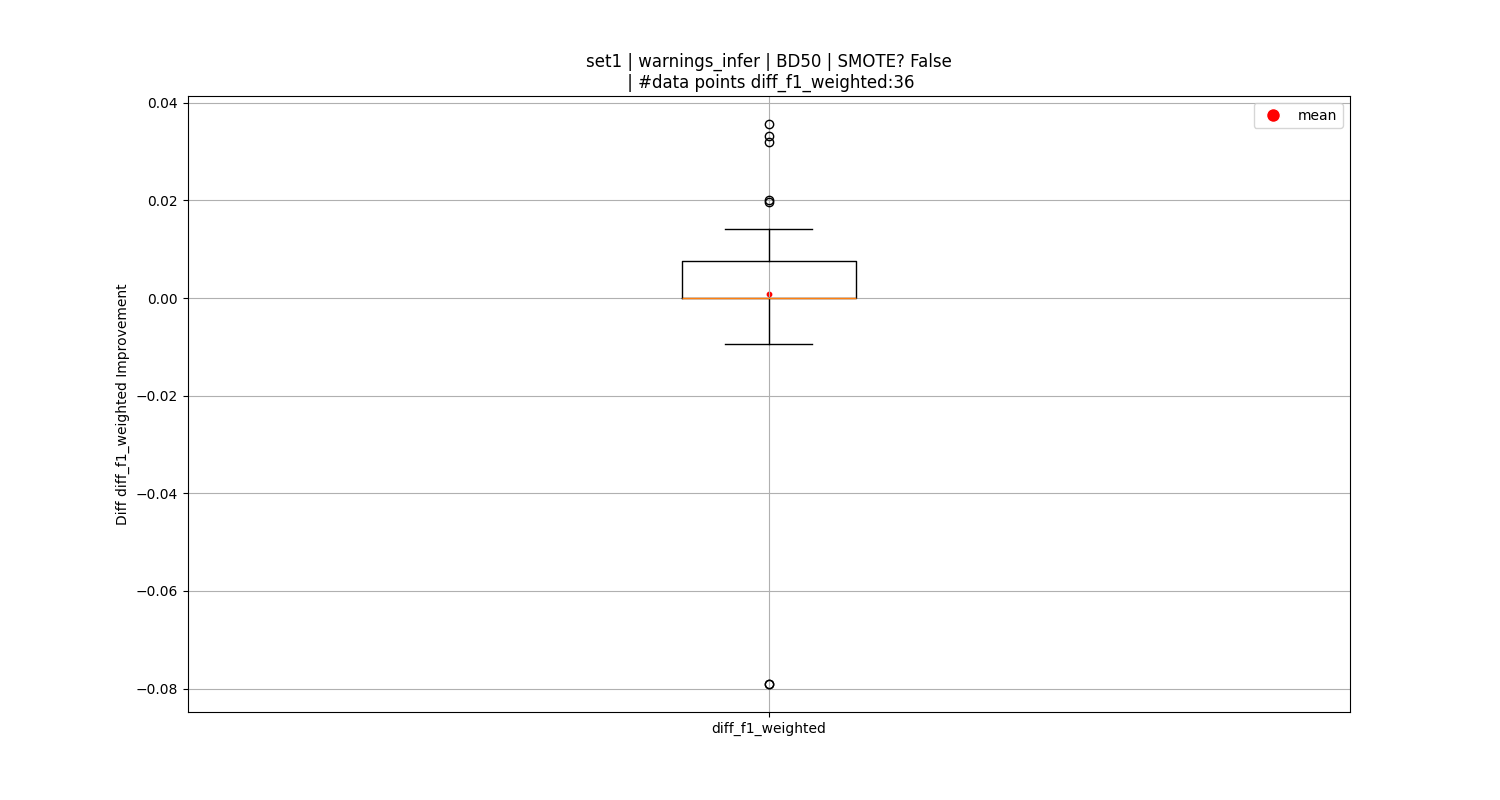 set1 | warnings_infer | BD50 | SMOTE? False
| #data points diff_f1_weighted:36
mean
0.04
0.02
0.00
−0.02
−0.04
−0.06
−0.08
Diff diff_f1_weighted Improvement
diff_f1_weighted